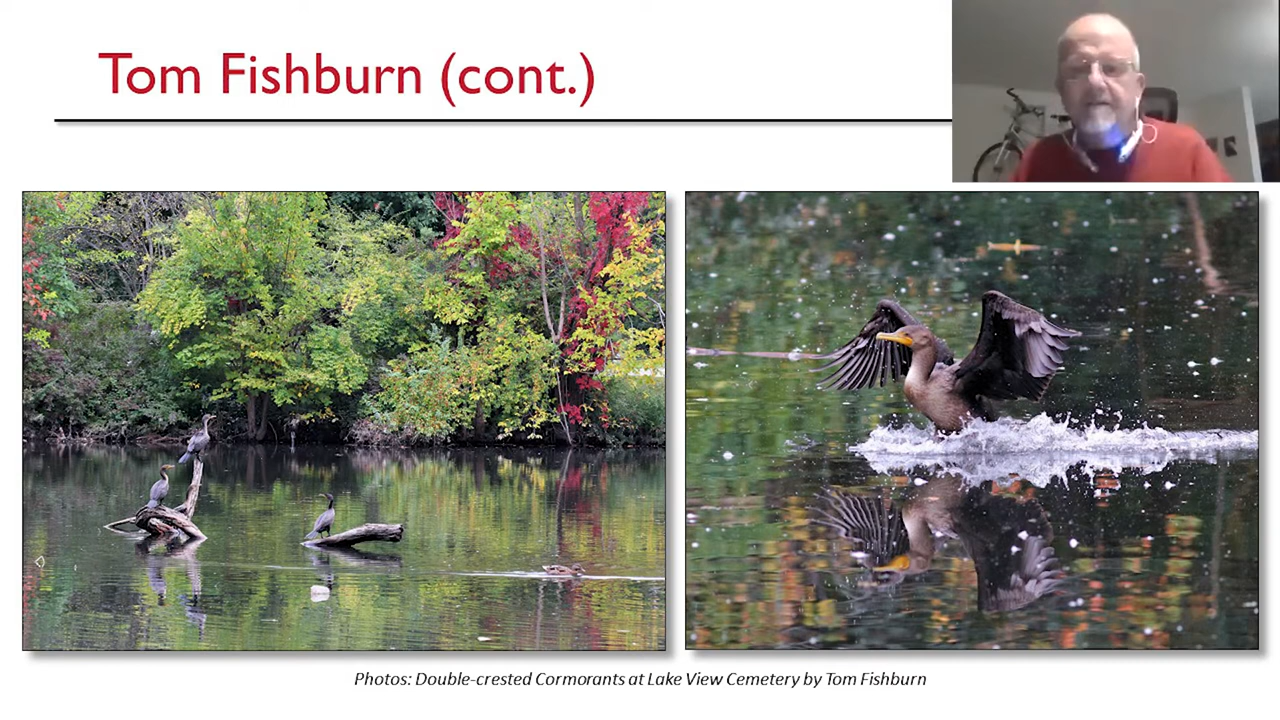 Tom Fishburn (cont.)
Photos: Double-crested Cormorants at Lake View Cemetery by Tom Fishburn